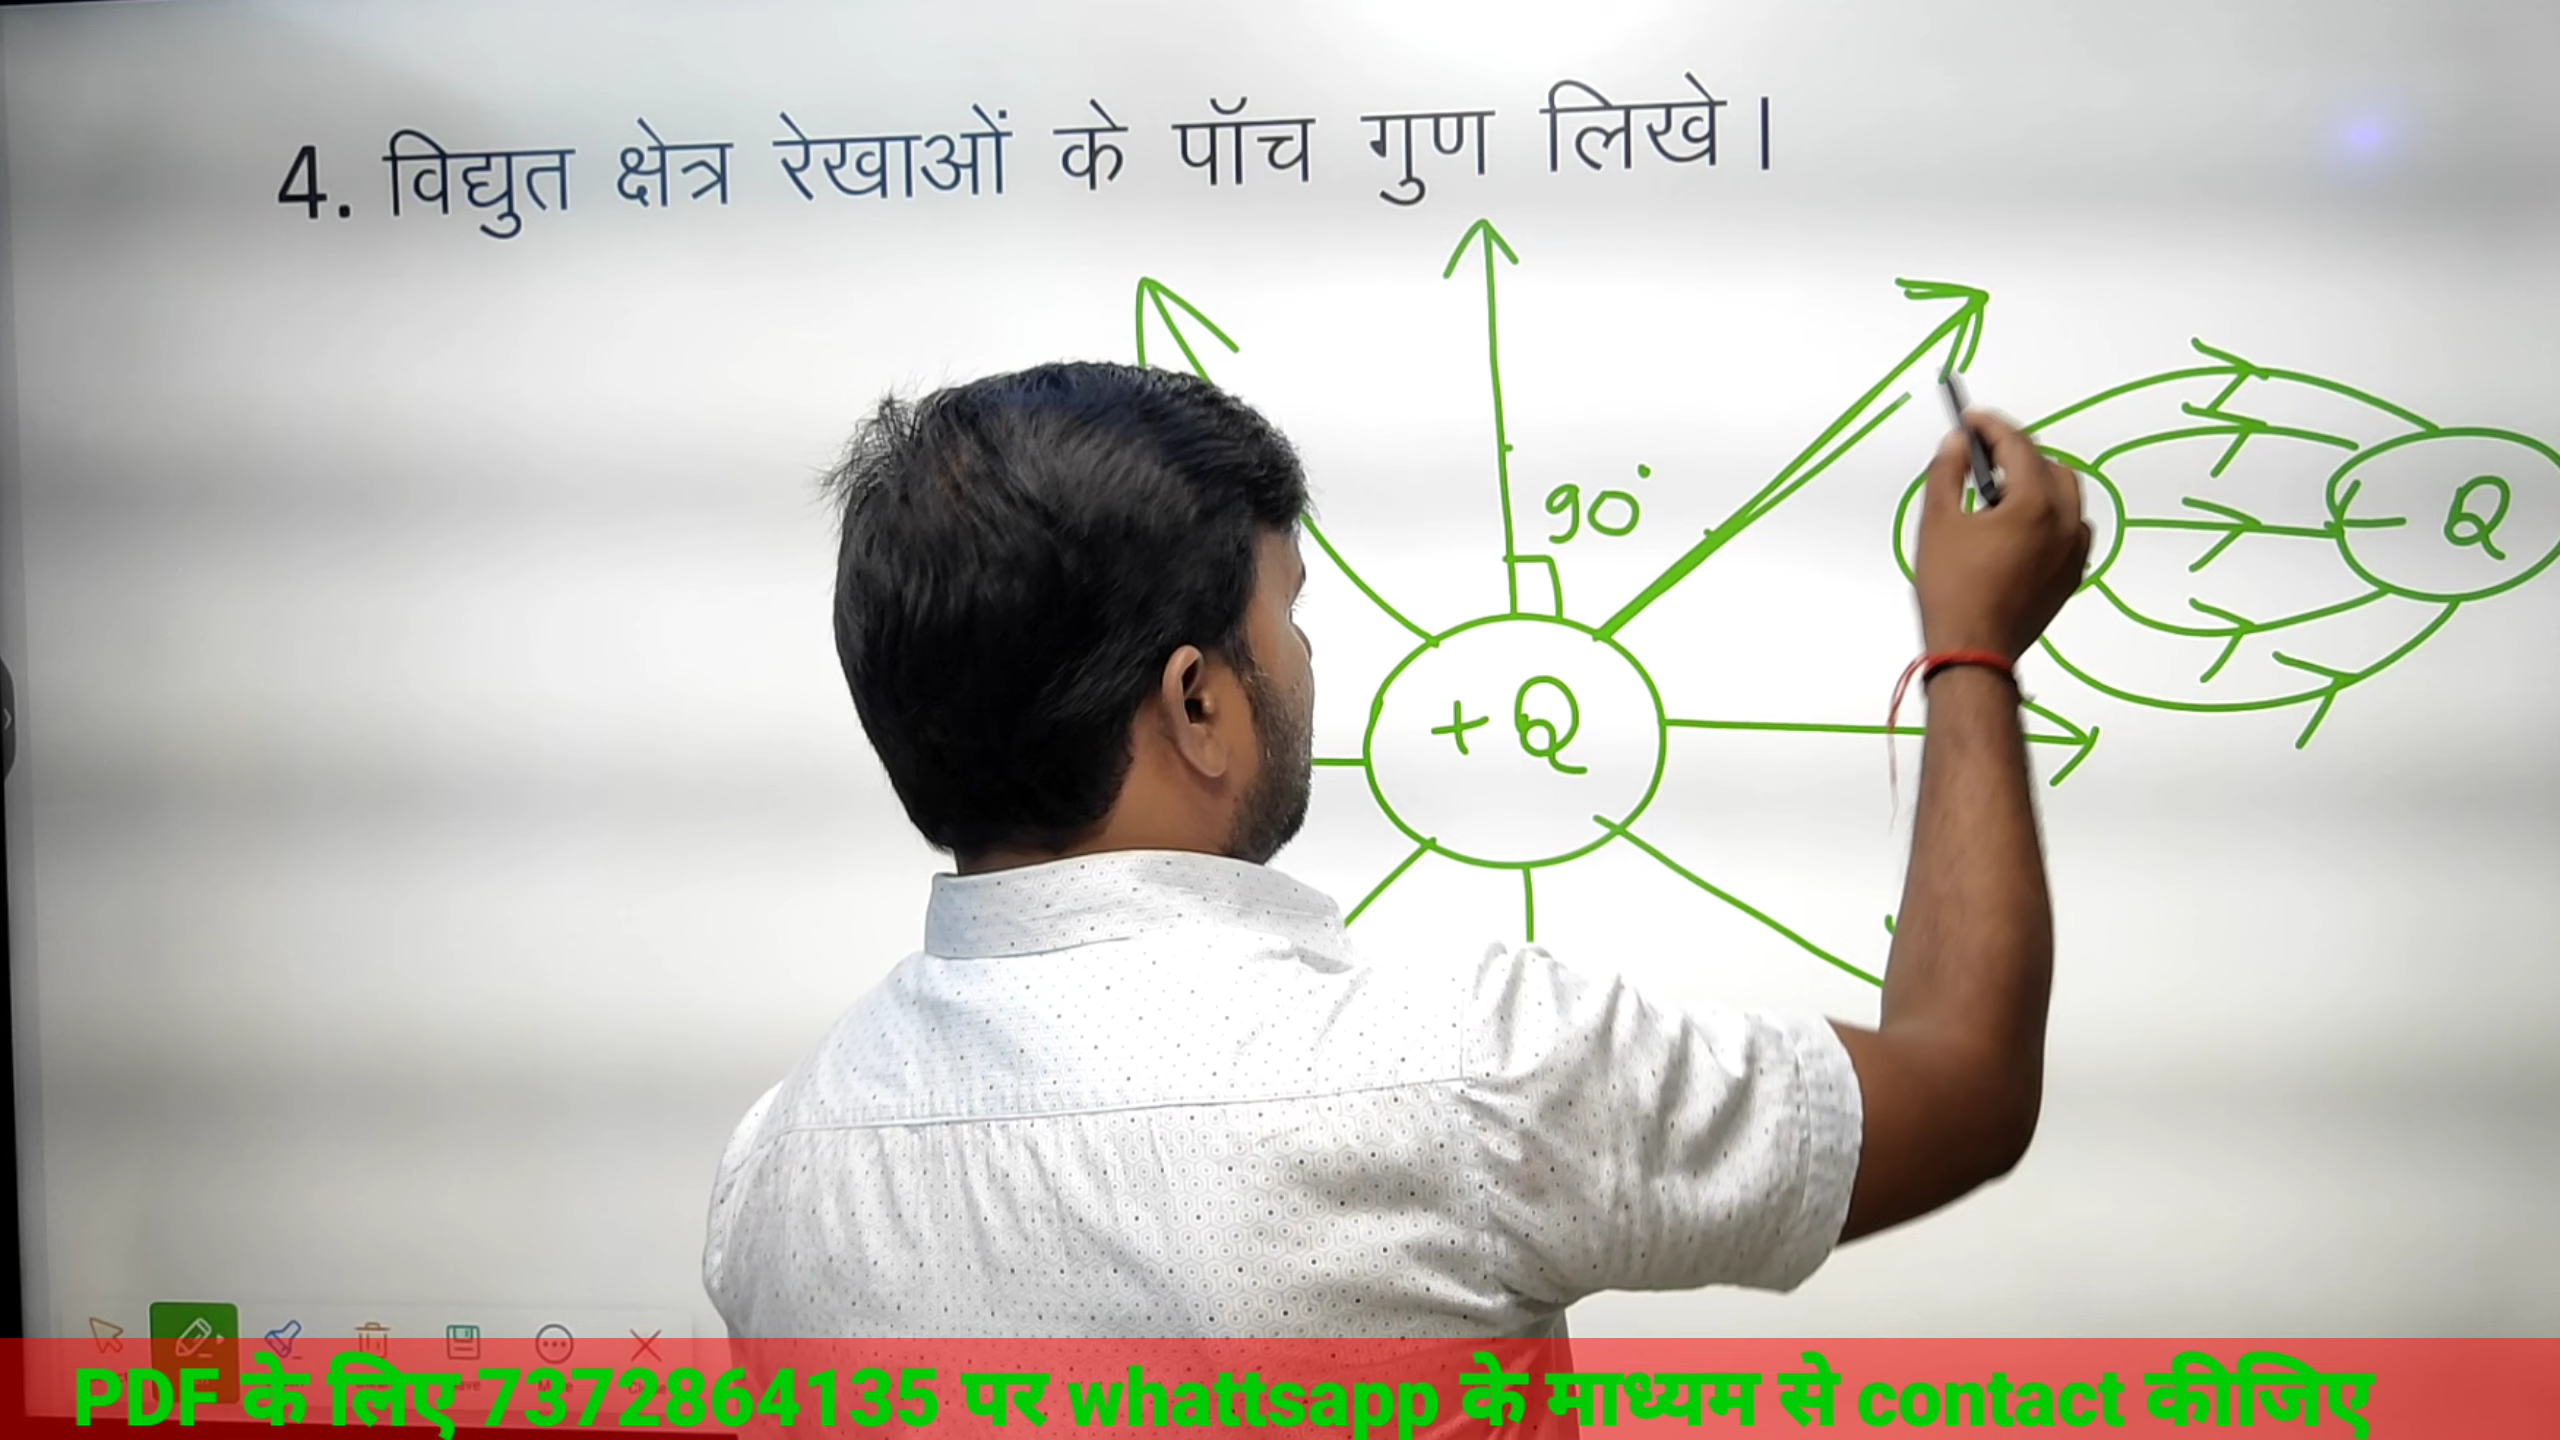 4. विद्युत क्षेत्र रेखाओं के पाँच गुण लिखे।
90°
+ Q
- Q
PDF के लिए 7372864135 पर whattsapp के माध्यम से contact कीजिए